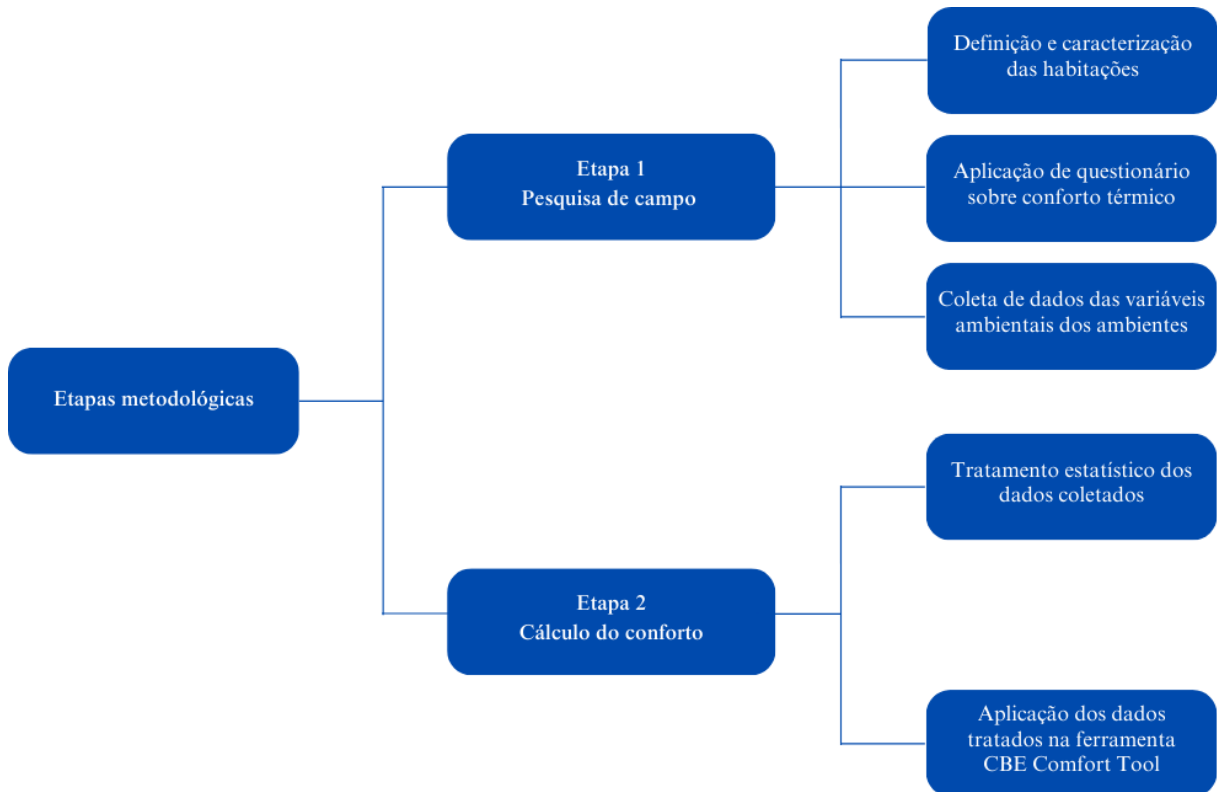 Etapas metodológicas
Etapa 1
Pesquisa de campo
Definição e caracterização
das habitações
Aplicação de questionário
sobre conforto térmico
Coleta de dados das variáveis
ambientais dos ambientes
Etapa 2
Cálculo do conforto
Tratamento estatístico dos
dados coletados
Aplicação dos dados
tratados na ferramenta
CBE Comfort Tool